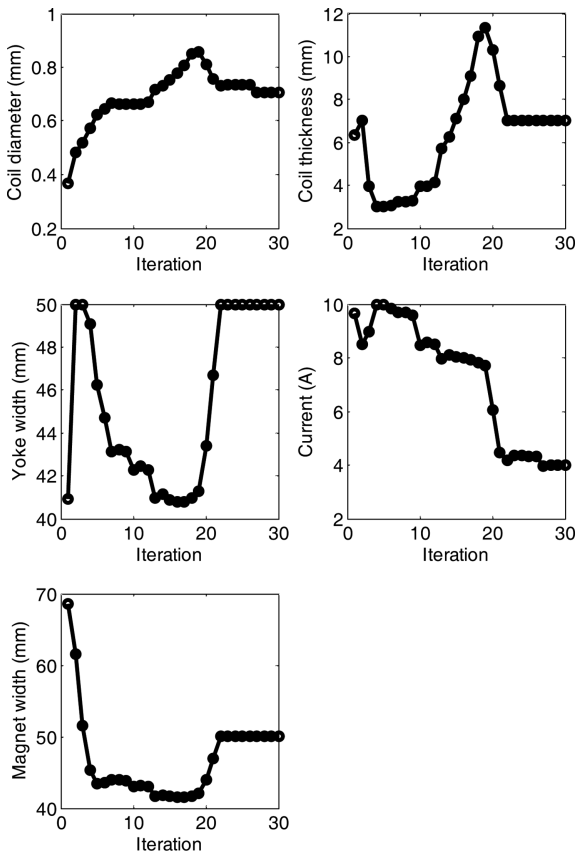 Coil diameter (mm)
1
0.8
0.6
0.4
0.2
0 10 20 30
Iteration
Coil thickness (mm)
12
10
8
6
4
2
0 10 20 30
Iteration
Yoke width (mm)
50
48
46
43
42
40
0 10 20 30
Iteration
Current (A)
10
8
6
4
2
0 10 20 30
Iteration
Magnet width (mm)
70
60
50
40
0 10 20 30
Iteration